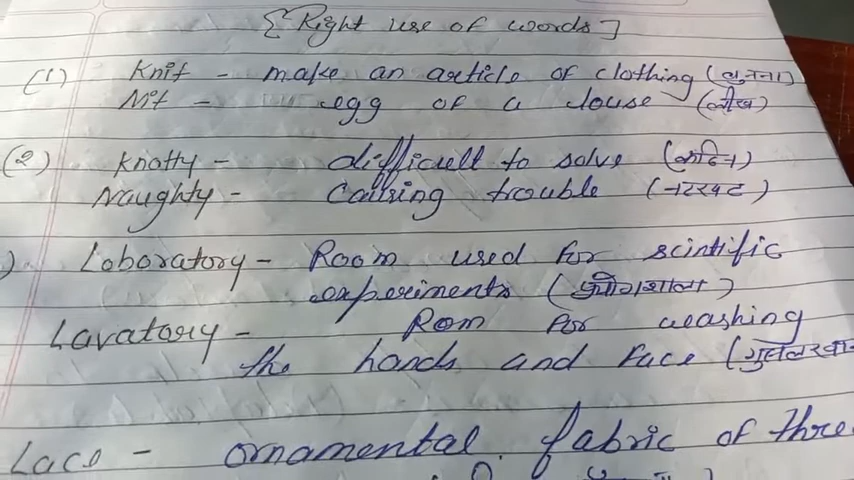 {Right use of words]
(1) Knit - make an article of clothing (बुनना)
Nit - egg of a louse (लीख)
(2) Knotty - difficult to solve (कठिन)
Naughty - Causing trouble (नटखट)
) Loboratory - Room used for scintific
experiments (प्रयोगशाला)
Lavatory - Rom for washing
the hands and face (गुसलखान
Lace - ornamental fabric of three